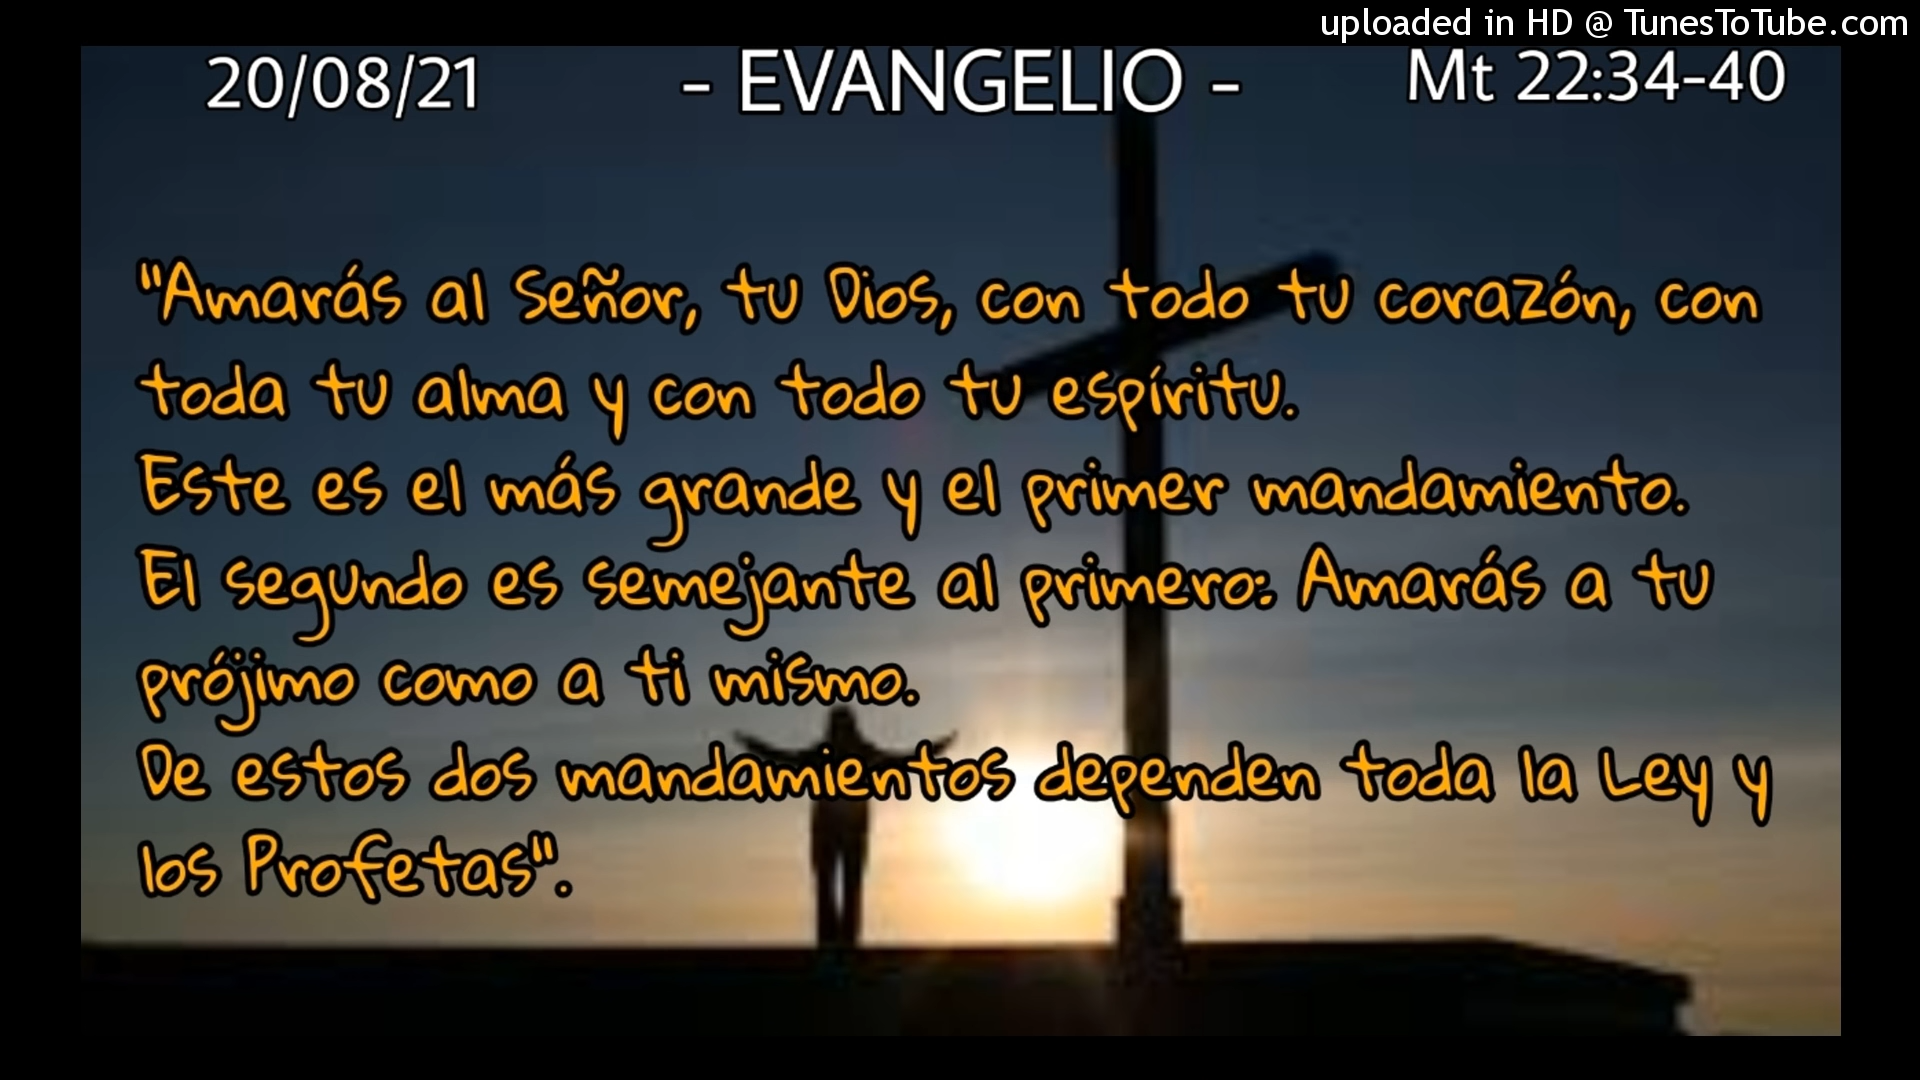 uploaded in HD @ TunesToTube.com
20/08/21 - EVANGELIO - Mt 22:34-40
"Amarás al Señor, tu Dios, con todo tu corazón, con
toda tu alma y con todo tu espíritu.
Este es el más grande y el primer mandamiento.
El segundo es semejante al primero: Amarás a tu
prójimo como a ti mismo.
De estos dos mandamientos dependen toda la Ley y
los Profetas".